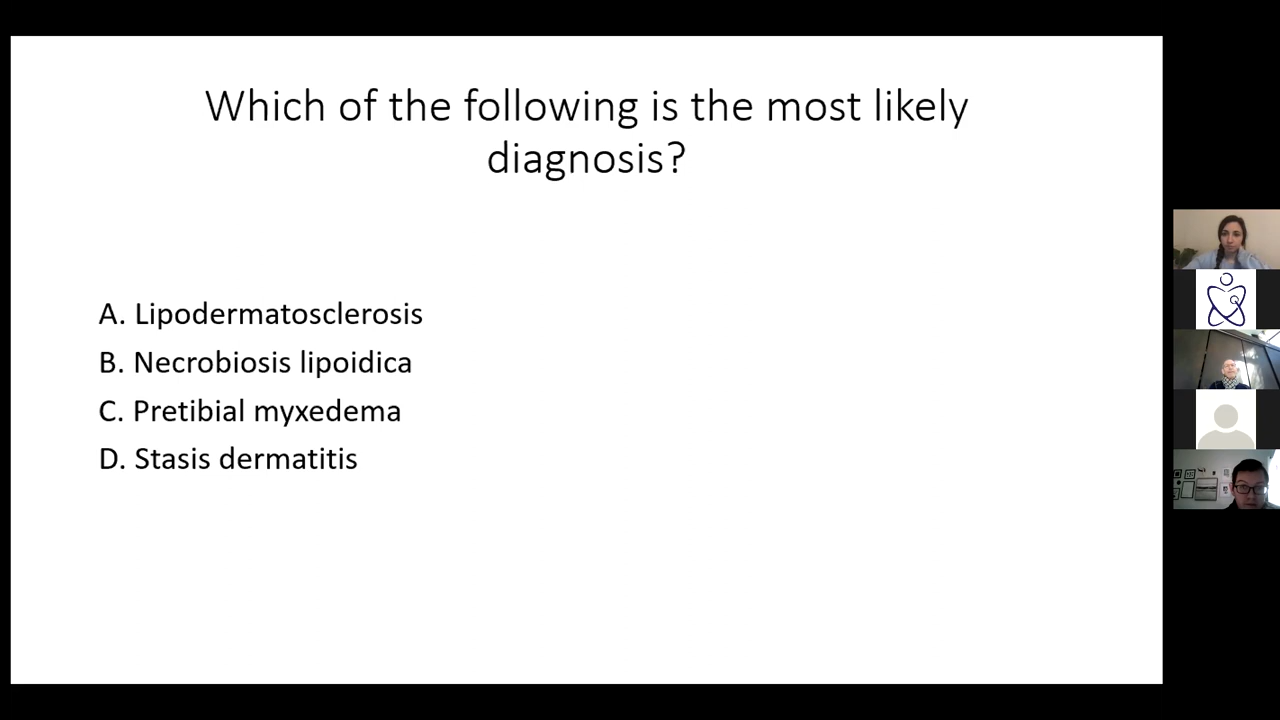 Which of the following is the most likely
diagnosis?
A. Lipodermatosclerosis
B. Necrobiosis lipoidica
C. Pretibial myxedema
D. Stasis dermatitis